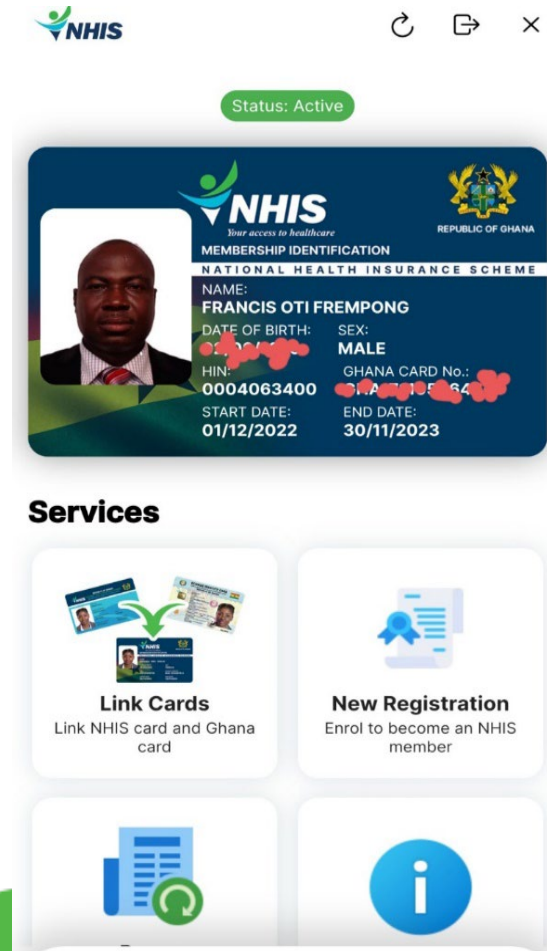 NHIS
Status: Active
NHIS
Your access to healthcare
REPUBLIC OF GHANA
MEMBERSHIP IDENTIFICATION
NATIONAL HEALTH INSURANCE SCHEME
NAME:
FRANCIS OTI FREMPONG
DATE OF BIRTH: SEX:
MALE
HIN: GHANA CARD No.:
0004063400
START DATE: END DATE:
01/12/2022 30/11/2023
Services
Link Cards
Link NHIS card and Ghana
card
New Registration
Enrol to become an NHIS
member